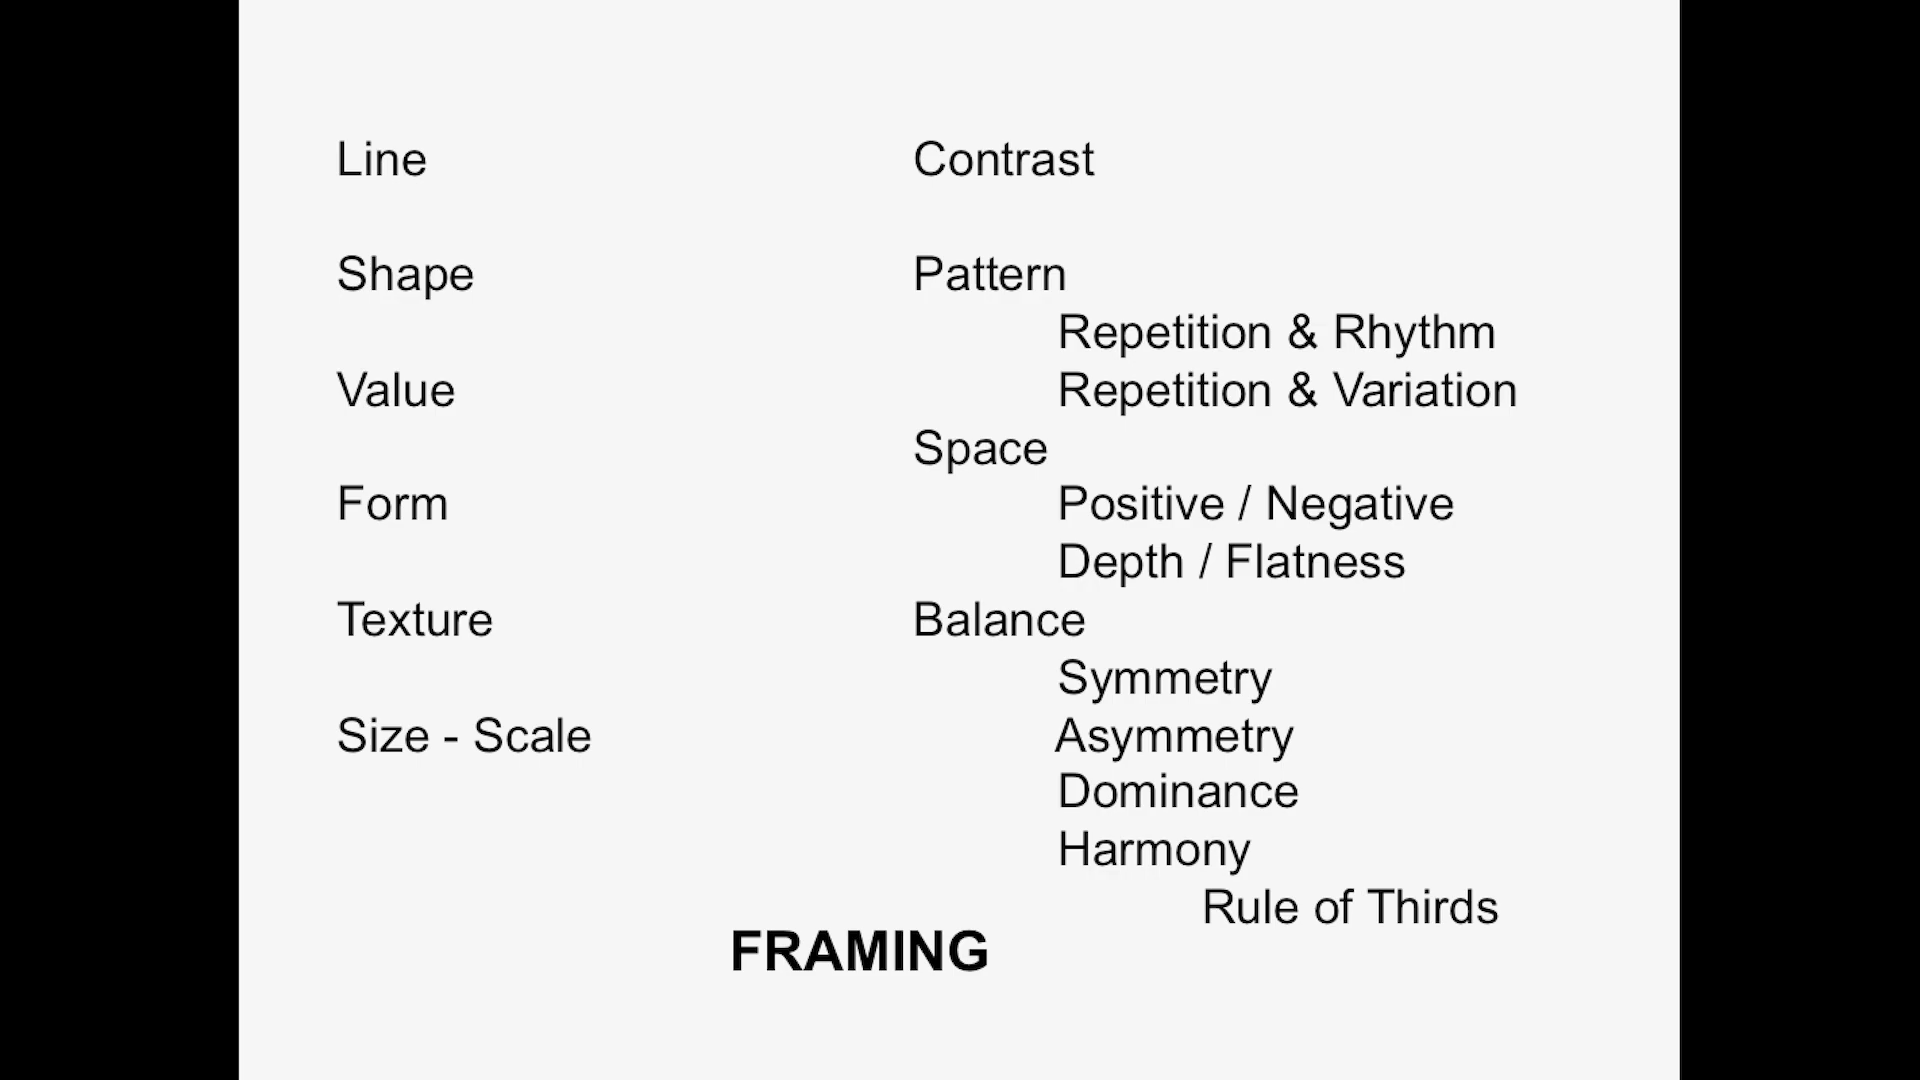 Line
Shape
Value
Form
Texture
Size - Scale
Contrast
Pattern
Repetition & Rhythm
Repetition & Variation
Space
Positive / Negative
Depth / Flatness
Balance
Symmetry
Asymmetry
Dominance
Harmony
Rule of Thirds
FRAMING